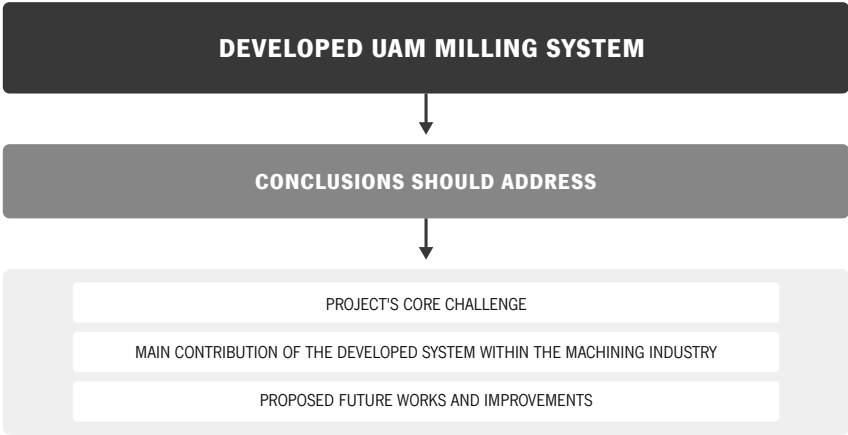 DEVELOPED UAM MILLING SYSTEM
CONCLUSIONS SHOULD ADDRESS
PROJECT'S CORE CHALLENGE
MAIN CONTRIBUTION OF THE DEVELOPED SYSTEM WITHIN THE MACHINING INDUSTRY
PROPOSED FUTURE WORKS AND IMPROVEMENTS